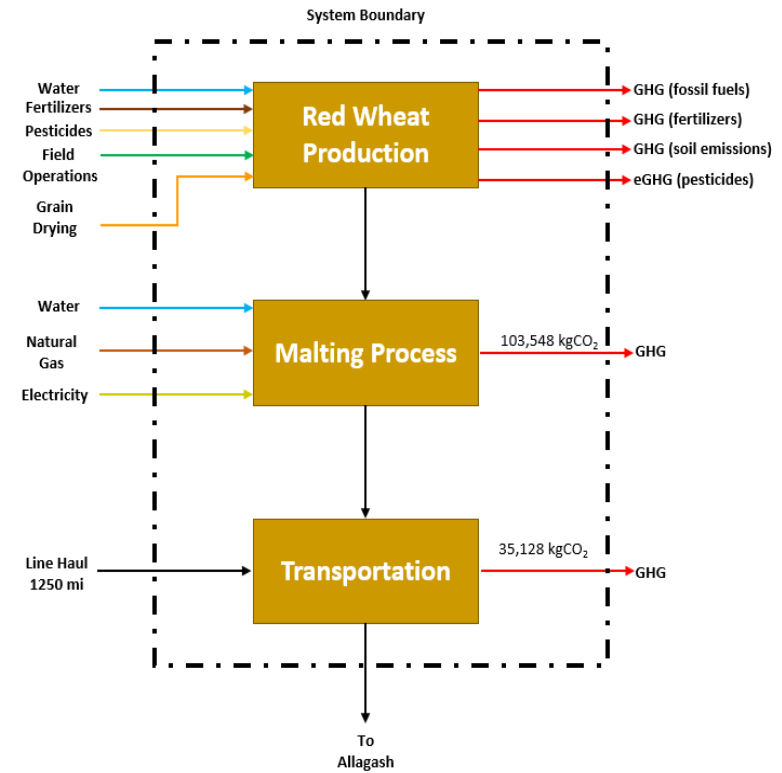 System Boundary
Water
Fertilizers
Pesticides
Field
Operations
Grain
Drying
Red Wheat
Production
GHG (fossil fuels)
GHG (fertilizers)
GHG (soil emissions)
eGHG (pesticides)
Water
Natural
Gas
Electricity
Malting Process
103,548 kgCO₂
GHG
Line Haul
1250 mi
Transportation
35,128 kgCO₂
GHG
To
Allagash